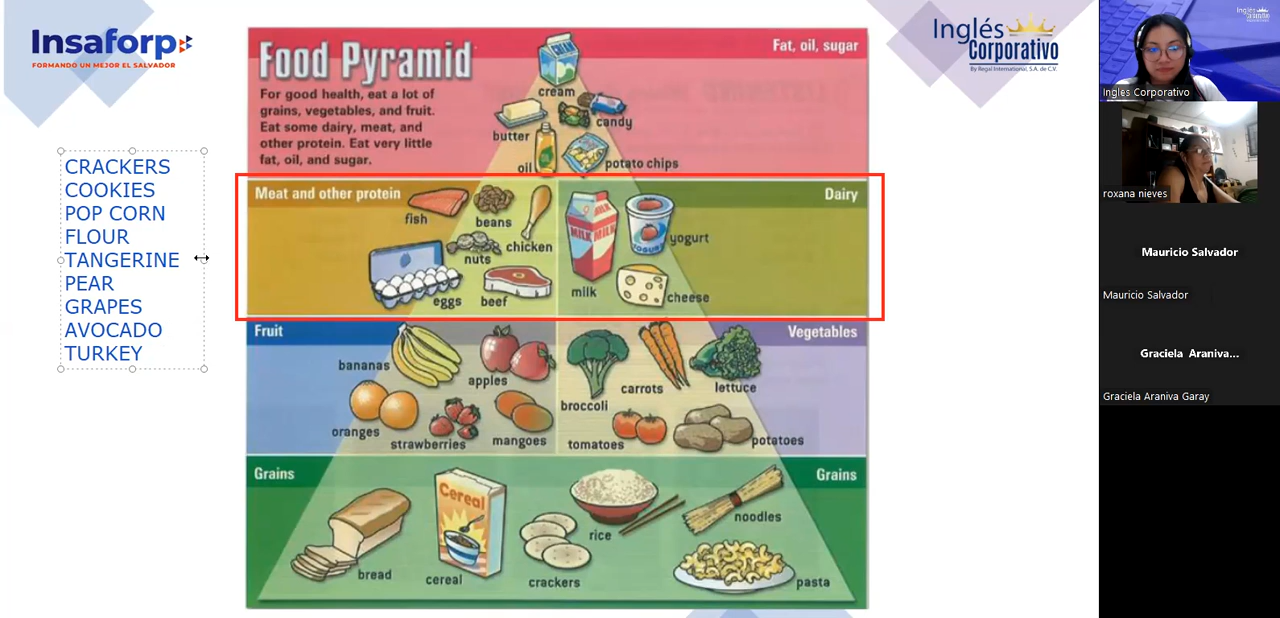 Insaforp
FORMANDO UN MEJOR EL SALVADOR
Inglés
Corporativo
By Regal International, S.A. de C.V.
CRACKERS
COOKIES
POP CORN
FLOUR
TANGERINE
PEAR
GRAPES
AVOCADO
TURKEY
Food Pyramid
For good health, eat a lot of
grains, vegetables, and fruit.
Eat some dairy, meat, and
other protein. Eat very little
fat, oil, and sugar.
Fat, oil, sugar
CREAM
cream
butter
candy
oil
potato chips
Meat and other protein
fish
beans
chicken
nuts
eggs
beef
Dairy
MILK
MILK
MILK
YOGURT
yogurt
milk
cheese
Fruit
bananas
apples
oranges
strawberries
mangoes
Vegetables
broccoli
carrots
lettuce
tomatoes
potatoes
Grains
Grains
Cereal
bread
cereal
crackers
rice
noodles
pasta
Ingles Corporativo
roxana nieves
Mauricio Salvador
Mauricio Salvador
Graciela Araniva...
Graciela Araniva Garay